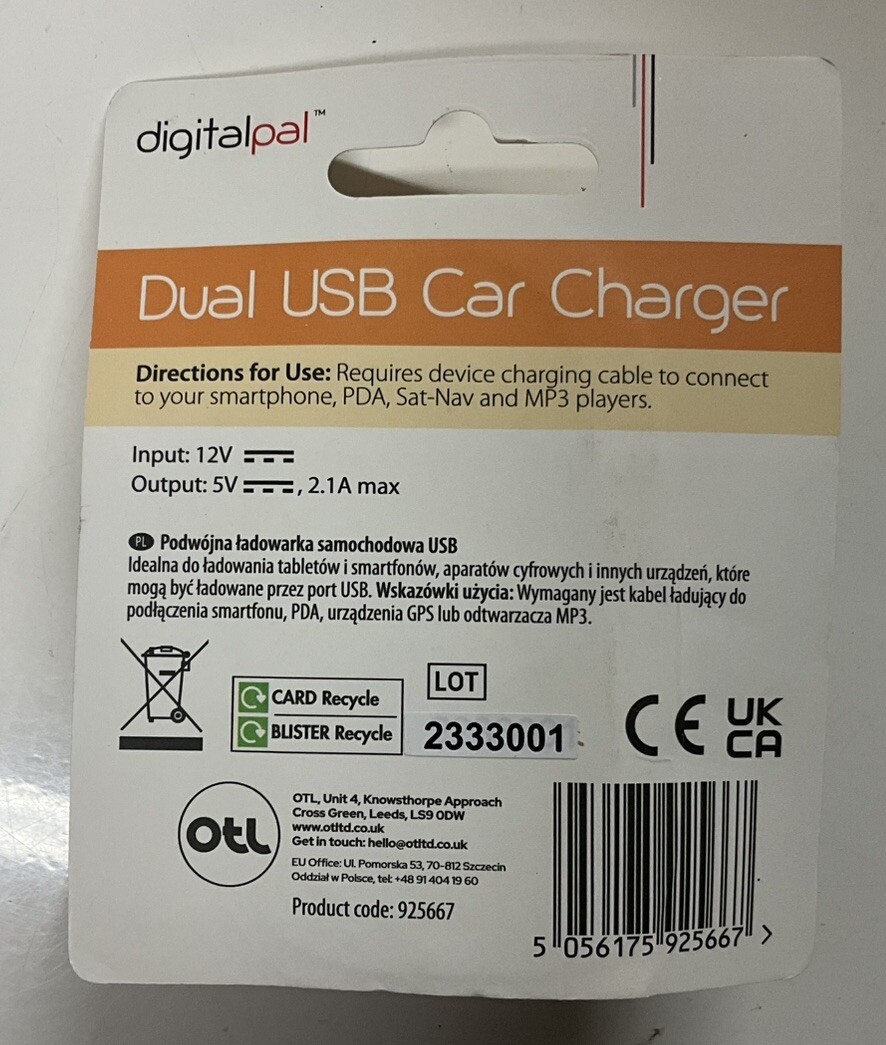 digitalpal™
Dual USB Car Charger
Directions for Use: Requires device charging cable to connect
to your smartphone, PDA, Sat-Nav and MP3 players.
Input: 12V
Output: 5V , 2.1A max
PL Podwójna ładowarka samochodowa USB
Idealna do ładowania tabletów i smartfonów, aparatów cyfrowych i innych urządzeń, które
mogą być ładowane przez port USB. Wskazówki użycia: Wymagany jest kabel ładujący do
podłączenia smartfonu, PDA, urządzenia GPS lub odtwarzacza MP3.
CARD Recycle
BLISTER Recycle
LOT
2333001
CE
UK
CA
otl
OTL, Unit 4, Knowsthorpe Approach
Cross Green, Leeds, LS9 0DW
www.otltd.co.uk
Get in touch: hello@otltd.co.uk
EU Office: Ul. Pomorska 53, 70-812 Szczecin
Oddział w Polsce, tel: +48 91 404 19 60
Product code: 925667
5 056175 925667 >